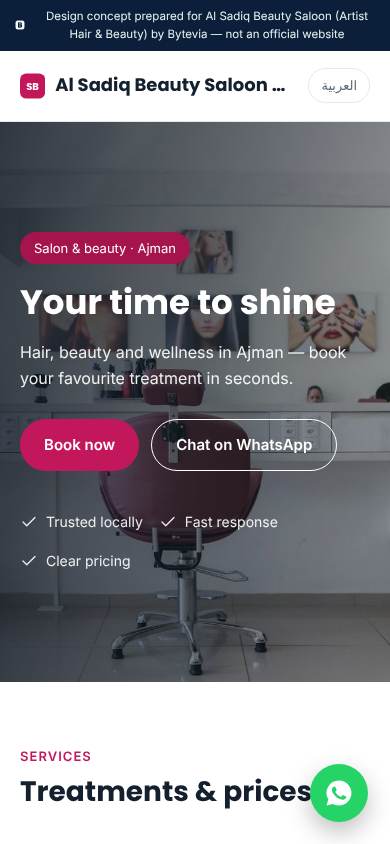 Design concept prepared for Al Sadiq Beauty Saloon (Artist
Hair & Beauty) by Bytevia — not an official website
SB
Al Sadiq Beauty Saloon ...
العربية
Salon & beauty · Ajman
Your time to shine
Hair, beauty and wellness in Ajman — book
your favourite treatment in seconds.
Book now
Chat on WhatsApp
Trusted locally
Fast response
Clear pricing
SERVICES
Treatments & prices